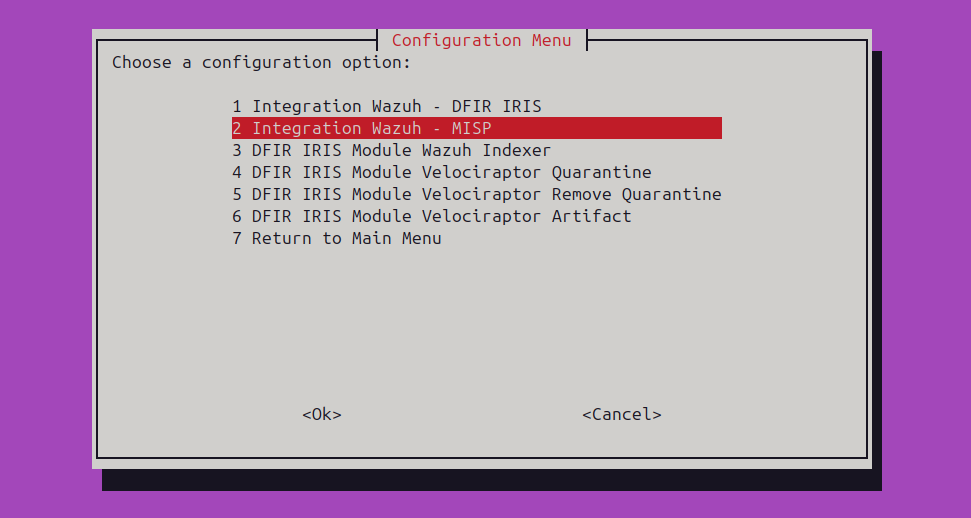 Configuration Menu
Choose a configuration option:
1 Integration Wazuh - DFIR IRIS
2 Integration Wazuh - MISP
3 DFIR IRIS Module Wazuh Indexer
4 DFIR IRIS Module Velociraptor Quarantine
5 DFIR IRIS Module Velociraptor Remove Quarantine
6 DFIR IRIS Module Velociraptor Artifact
7 Return to Main Menu
<Ok> <Cancel>